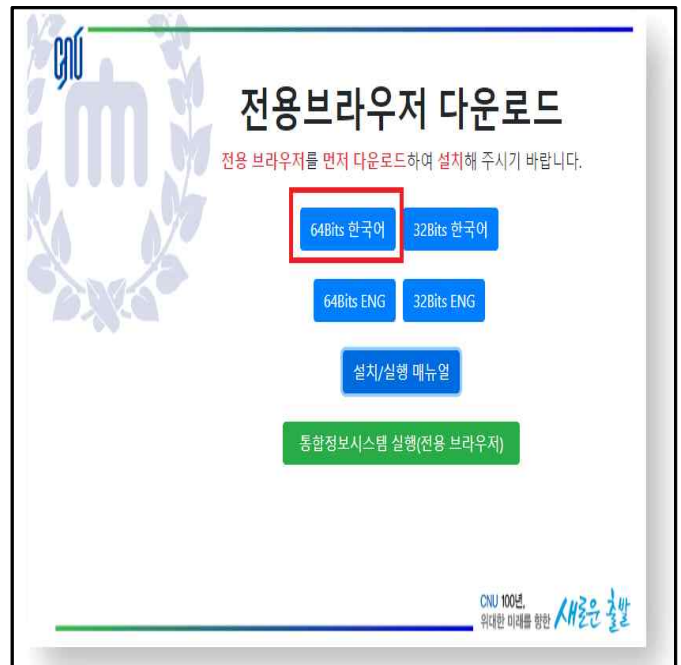 CNU
전용브라우저 다운로드
전용 브라우저를 먼저 다운로드하여 설치해 주시기 바랍니다.
64Bits 한국어 32Bits 한국어
64Bits ENG 32Bits ENG
설치/실행 매뉴얼
통합정보시스템 실행(전용 브라우저)
CNU 100년,
위대한 미래를 향한 새로운 출발